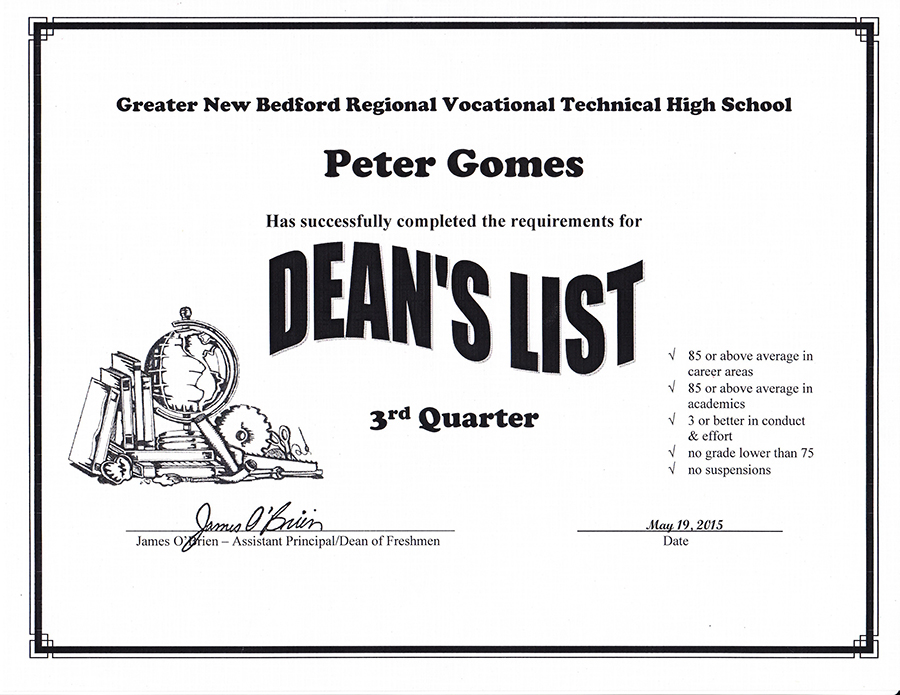 Greater New Bedford Regional Vocational Technical High School
Peter Gomes
Has successfully completed the requirements for
DEAN'S LIST
3rd Quarter
√ 85 or above average in
career areas
√ 85 or above average in
academics
√ 3 or better in conduct
& effort
√ no grade lower than 75
√ no suspensions
James O'Brien
James O'Brien – Assistant Principal/Dean of Freshmen
May 19, 2015
Date